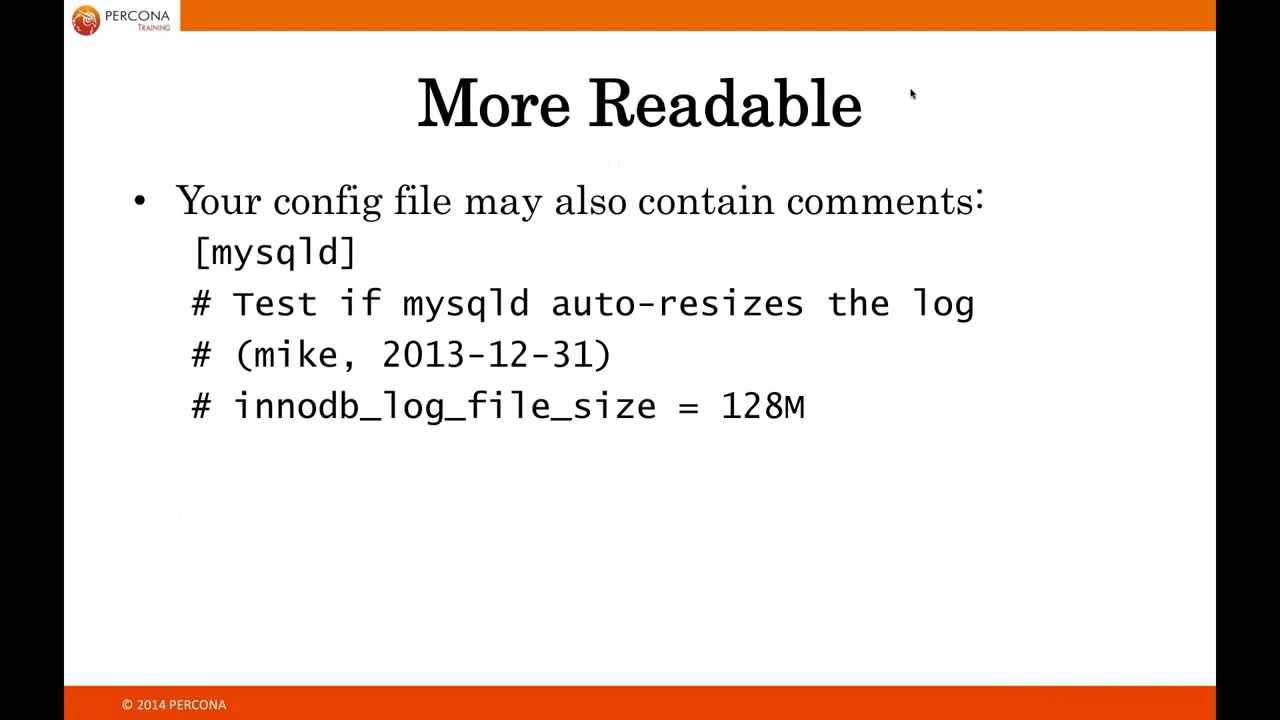 PERCONA
TRAINING
More Readable
• Your config file may also contain comments:
[mysqld]
# Test if mysqld auto-resizes the log
# (mike, 2013-12-31)
# innodb_log_file_size = 128M
© 2014 PERCONA